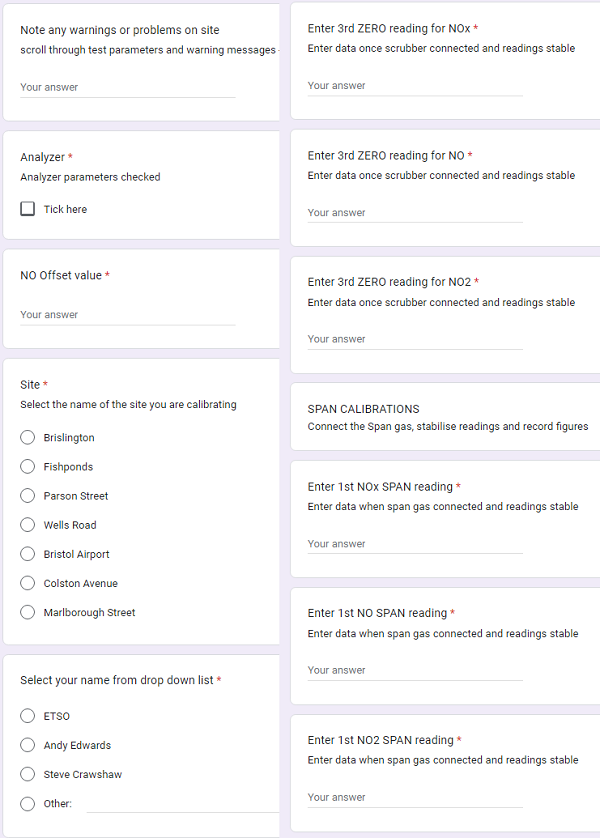 Note any warnings or problems on site
scroll through test parameters and warning messages -
Your answer
Analyzer *
Analyzer parameters checked
Tick here
NO Offset value *
Your answer
Site *
Select the name of the site you are calibrating
Brislington
Fishponds
Parson Street
Wells Road
Bristol Airport
Colston Avenue
Marlborough Street
Select your name from drop down list *
ETSO
Andy Edwards
Steve Crawshaw
Other:
Enter 3rd ZERO reading for NOx *
Enter data once scrubber connected and readings stable
Your answer
Enter 3rd ZERO reading for NO *
Enter data once scrubber connected and readings stable
Your answer
Enter 3rd ZERO reading for NO2 *
Enter data once scrubber connected and readings stable
Your answer
SPAN CALIBRATIONS
Connect the Span gas, stabilise readings and record figures
Enter 1st NOx SPAN reading *
Enter data when span gas connected and readings stable
Your answer
Enter 1st NO SPAN reading *
Enter data when span gas connected and readings stable
Your answer
Enter 1st NO2 SPAN reading *
Enter data when span gas connected and readings stable
Your answer